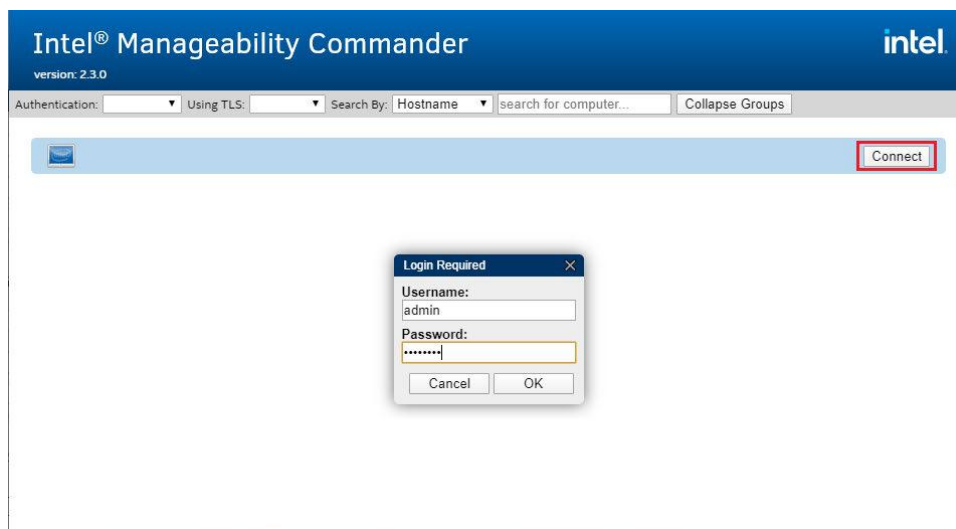 Intel® Manageability Commander
intel.
version: 2.3.0
Authentication: Using TLS: Search By: Hostname search for computer... Collapse Groups
Connect
Login Required
Username:
admin
Password:
••••••••
Cancel OK